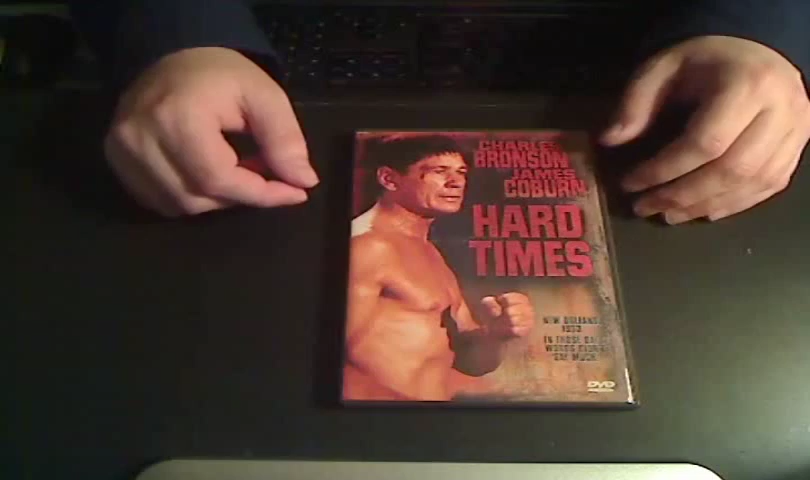 CHARLES
BRONSON
JAMES
COBURN
HARD
TIMES
NEW ORLEANS
1933
IN THOSE DAYS
WORDS DIDN'T
SAY MUCH.
DVD